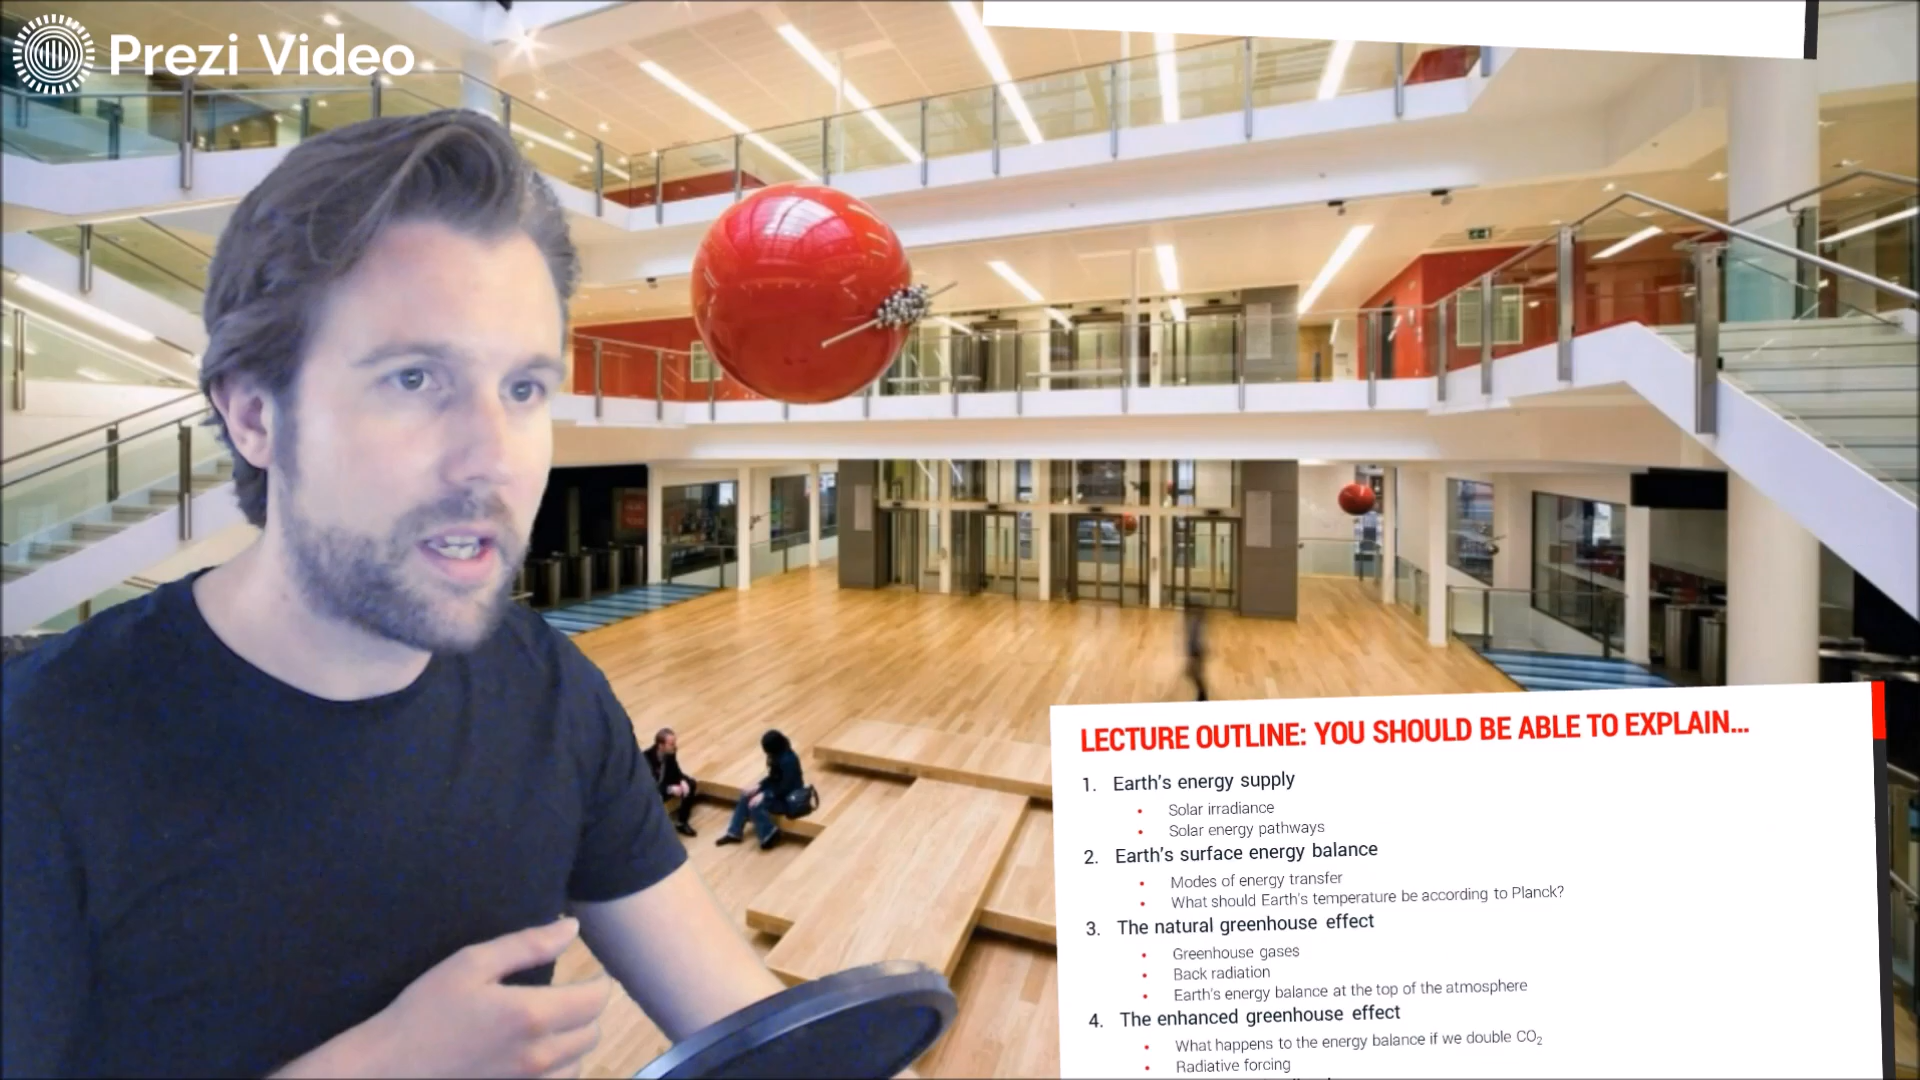 Prezi Video
LECTURE OUTLINE: YOU SHOULD BE ABLE TO EXPLAIN...
1. Earth's energy supply
• Solar irradiance
• Solar energy pathways
2. Earth's surface energy balance
• Modes of energy transfer
• What should Earth's temperature be according to Planck?
3. The natural greenhouse effect
• Greenhouse gases
• Back radiation
• Earth's energy balance at the top of the atmosphere
4. The enhanced greenhouse effect
• What happens to the energy balance if we double CO₂
• Radiative forcing